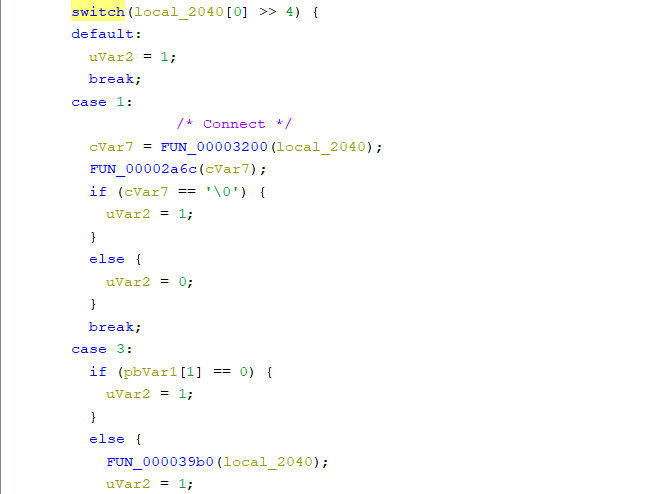 switch(local_2040[0] >> 4) {
default:
uVar2 = 1;
break;
case 1:
/* Connect */
cVar7 = FUN_00003200(local_2040);
FUN_00002a6c(cVar7);
if (cVar7 == '\0') {
uVar2 = 1;
}
else {
uVar2 = 0;
}
break;
case 3:
if (pbVar1[1] == 0) {
uVar2 = 1;
}
else {
FUN_000039b0(local_2040);
uVar2 = 1;